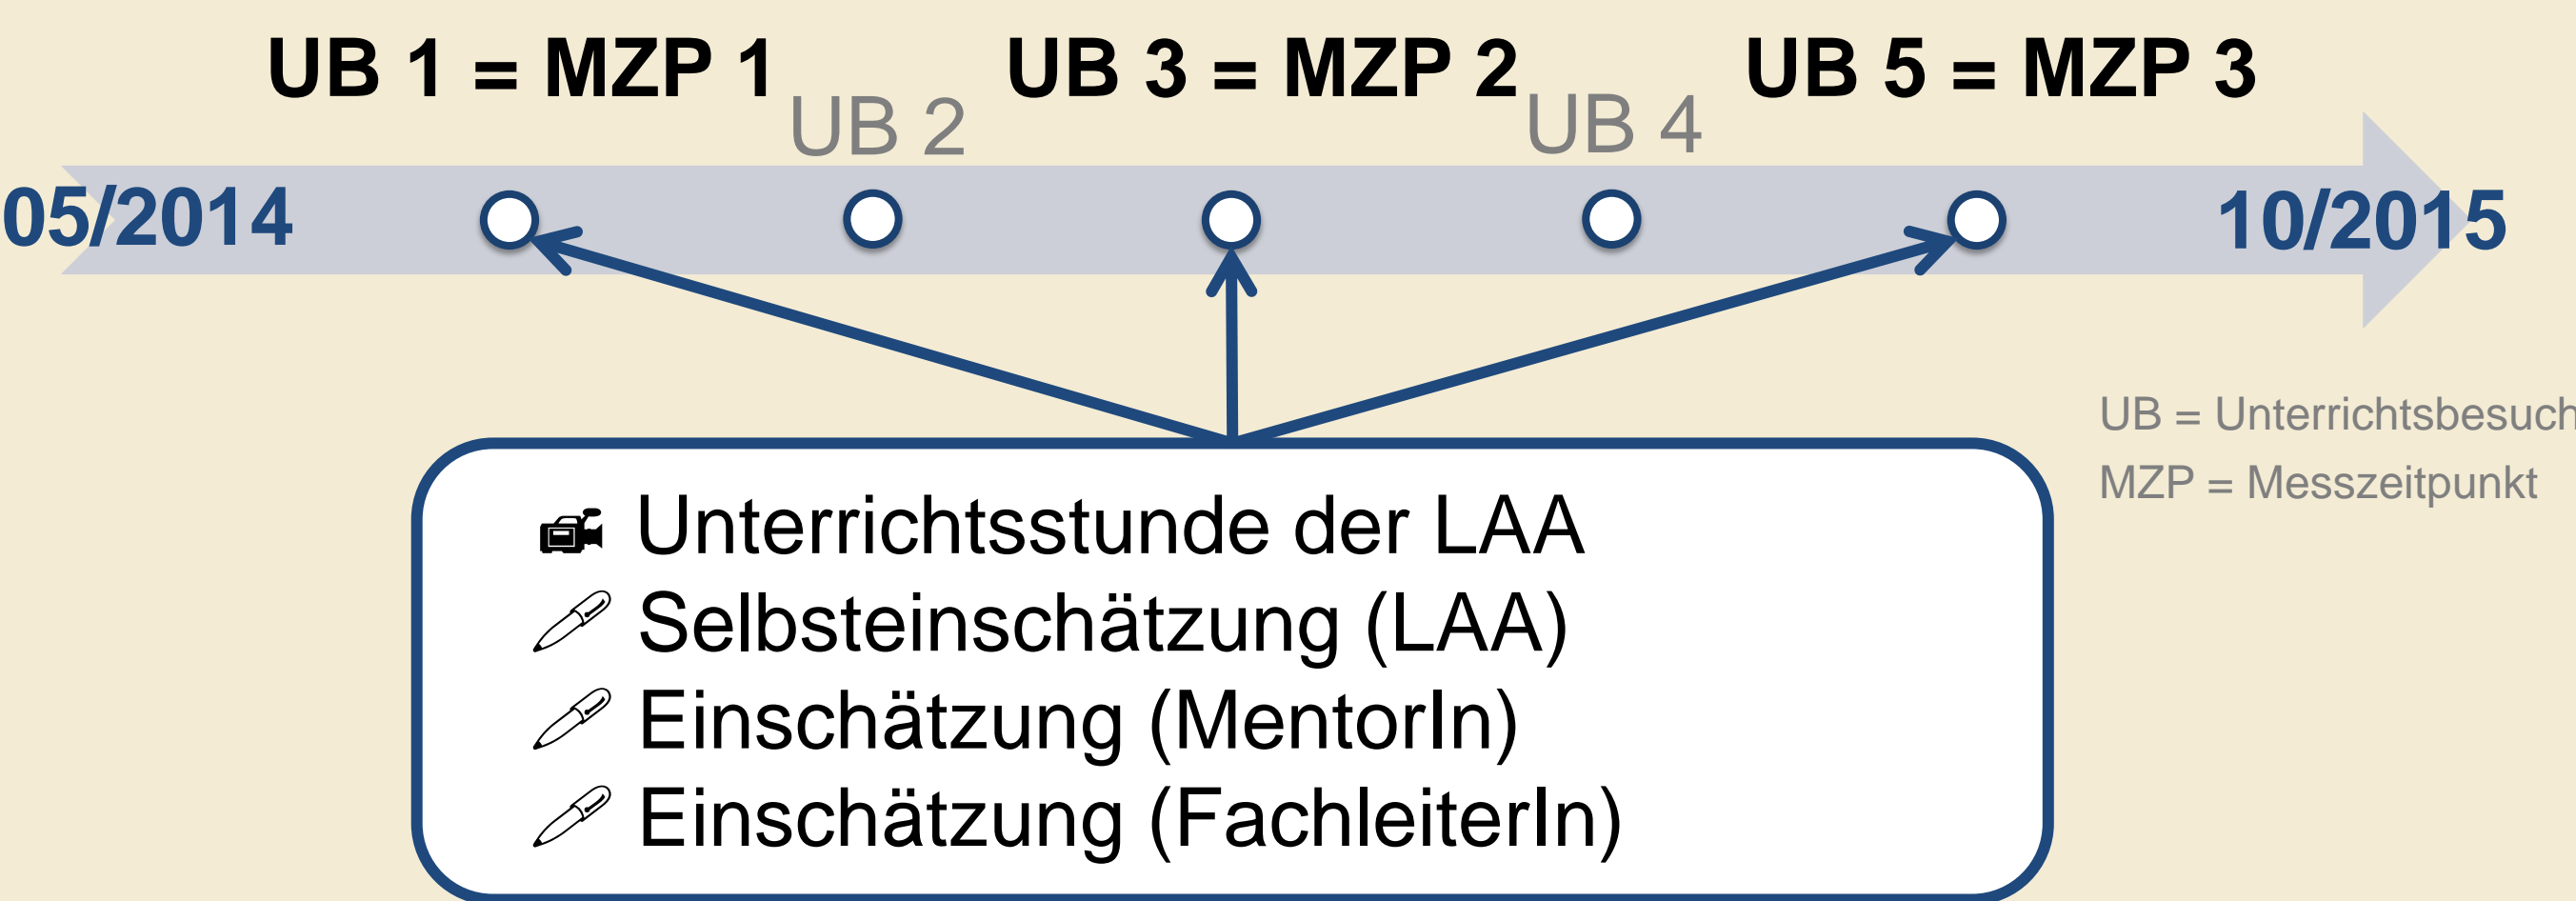 UB 1 = MZP 1
UB 2
UB 3 = MZP 2
UB 4
UB 5 = MZP 3
05/2014
10/2015
UB = Unterrichtsbesuch
MZP = Messzeitpunkt
Unterrichtsstunde der LAA
Selbsteinschätzung (LAA)
Einschätzung (MentorIn)
Einschätzung (FachleiterIn)